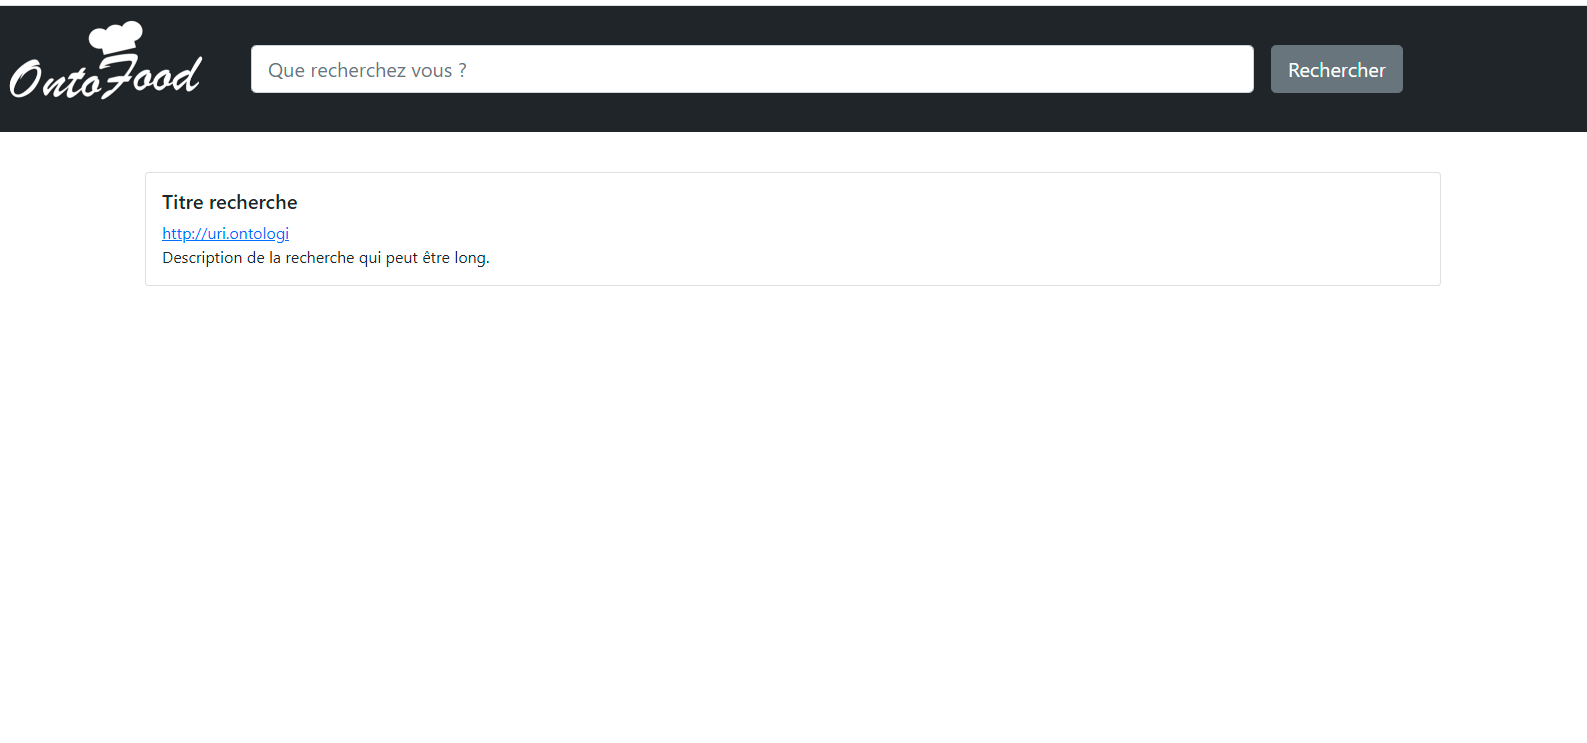 OntoFood
Que recherchez vous ?
Rechercher
Titre recherche
http://uri.ontologi
Description de la recherche qui peut être long.